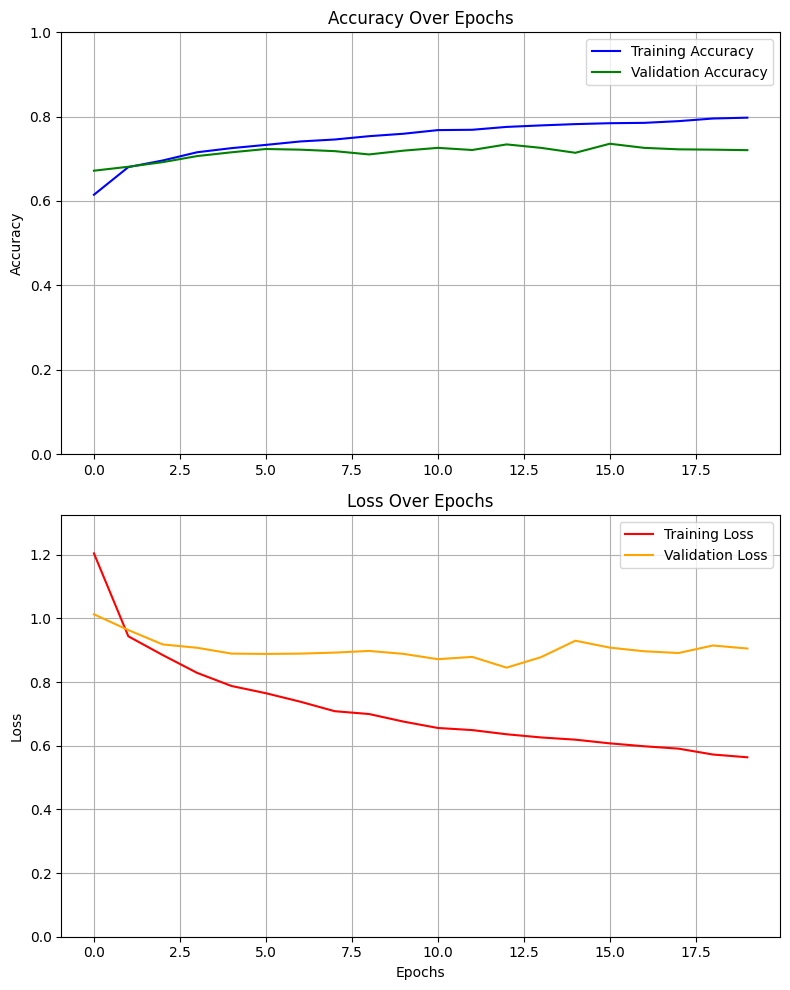 Accuracy Over Epochs
Training Accuracy
Validation Accuracy
Accuracy
1.0
0.8
0.6
0.4
0.2
0.0
0.0 2.5 5.0 7.5 10.0 12.5 15.0 17.5
Loss Over Epochs
Training Loss
Validation Loss
Loss
1.2
1.0
0.8
0.6
0.4
0.2
0.0
0.0 2.5 5.0 7.5 10.0 12.5 15.0 17.5
Epochs